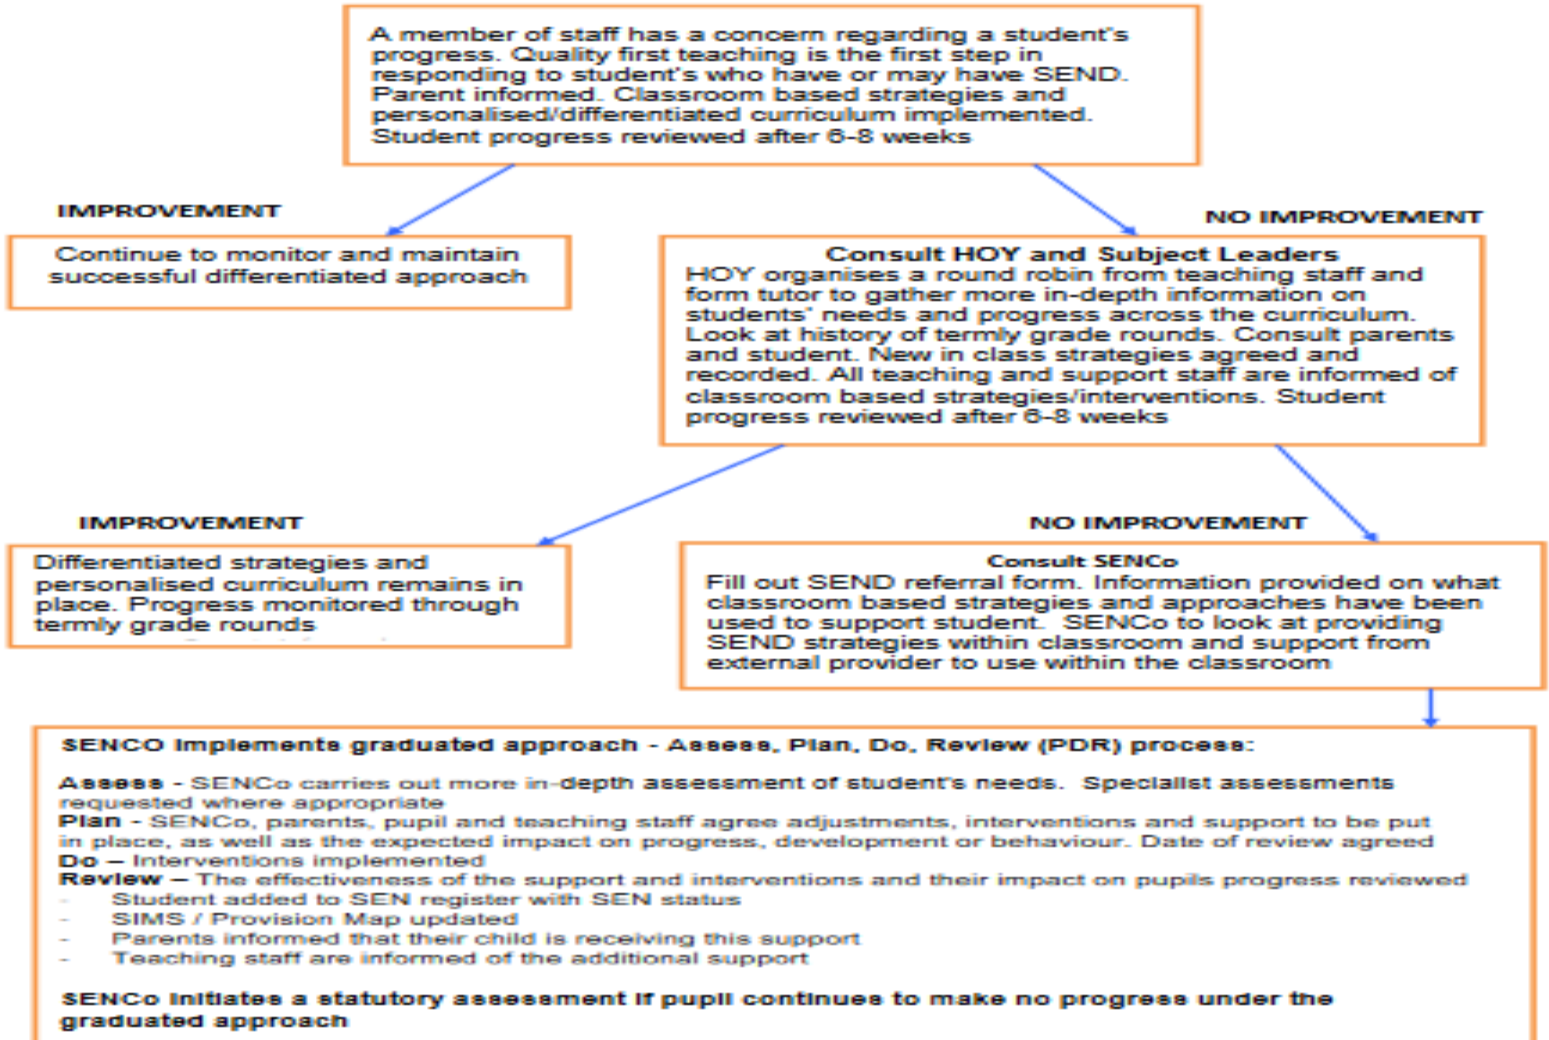 A member of staff has a concern regarding a student's
progress. Quality first teaching is the first step in
responding to student's who have or may have SEND.
Parent informed. Classroom based strategies and
personalised/differentiated curriculum implemented.
Student progress reviewed after 6-8 weeks
IMPROVEMENT
NO IMPROVEMENT
Continue to monitor and maintain
successful differentiated approach
Consult HOY and Subject Leaders
HOY organises a round robin from teaching staff and
form tutor to gather more in-depth information on
students' needs and progress across the curriculum.
Look at history of termly grade rounds. Consult parents
and student. New in class strategies agreed and
recorded. All teaching and support staff are informed of
classroom based strategies/interventions. Student
progress reviewed after 6-8 weeks
IMPROVEMENT
NO IMPROVEMENT
Differentiated strategies and
personalised curriculum remains in
place. Progress monitored through
termly grade rounds
Consult SENCo
Fill out SEND referral form. Information provided on what
classroom based strategies and approaches have been
used to support student.  SENCo to look at providing
SEND strategies within classroom and support from
external provider to use within the classroom
SENCO Implements graduated approach - Assess, Plan, Do, Review (PDR) process:
Assess - SENCo carries out more in-depth assessment of student's needs.  Specialist assessments
requested where appropriate
Plan - SENCo, parents, pupil and teaching staff agree adjustments, interventions and support to be put
in place, as well as the expected impact on progress, development or behaviour. Date of review agreed
Do – Interventions implemented
Review – The effectiveness of the support and interventions and their impact on pupils progress reviewed
- Student added to SEN register with SEN status
- SIMS / Provision Map updated
- Parents informed that their child is receiving this support
- Teaching staff are informed of the additional support
SENCo initiates a statutory assessment if pupil continues to make no progress under the
graduated approach